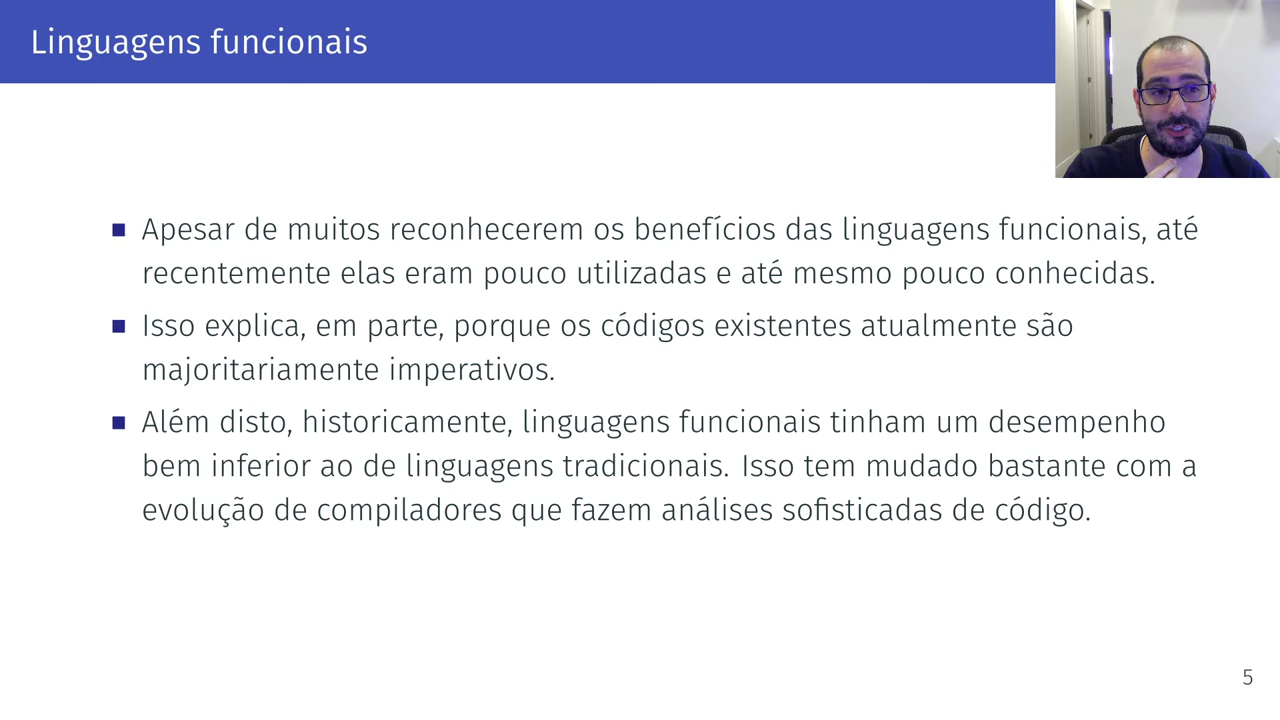 Linguagens funcionais
Apesar de muitos reconhecerem os benefícios das linguagens funcionais, até
recentemente elas eram pouco utilizadas e até mesmo pouco conhecidas.
Isso explica, em parte, porque os códigos existentes atualmente são
majoritariamente imperativos.
Além disto, historicamente, linguagens funcionais tinham um desempenho
bem inferior ao de linguagens tradicionais. Isso tem mudado bastante com a
evolução de compiladores que fazem análises sofisticadas de código.
5